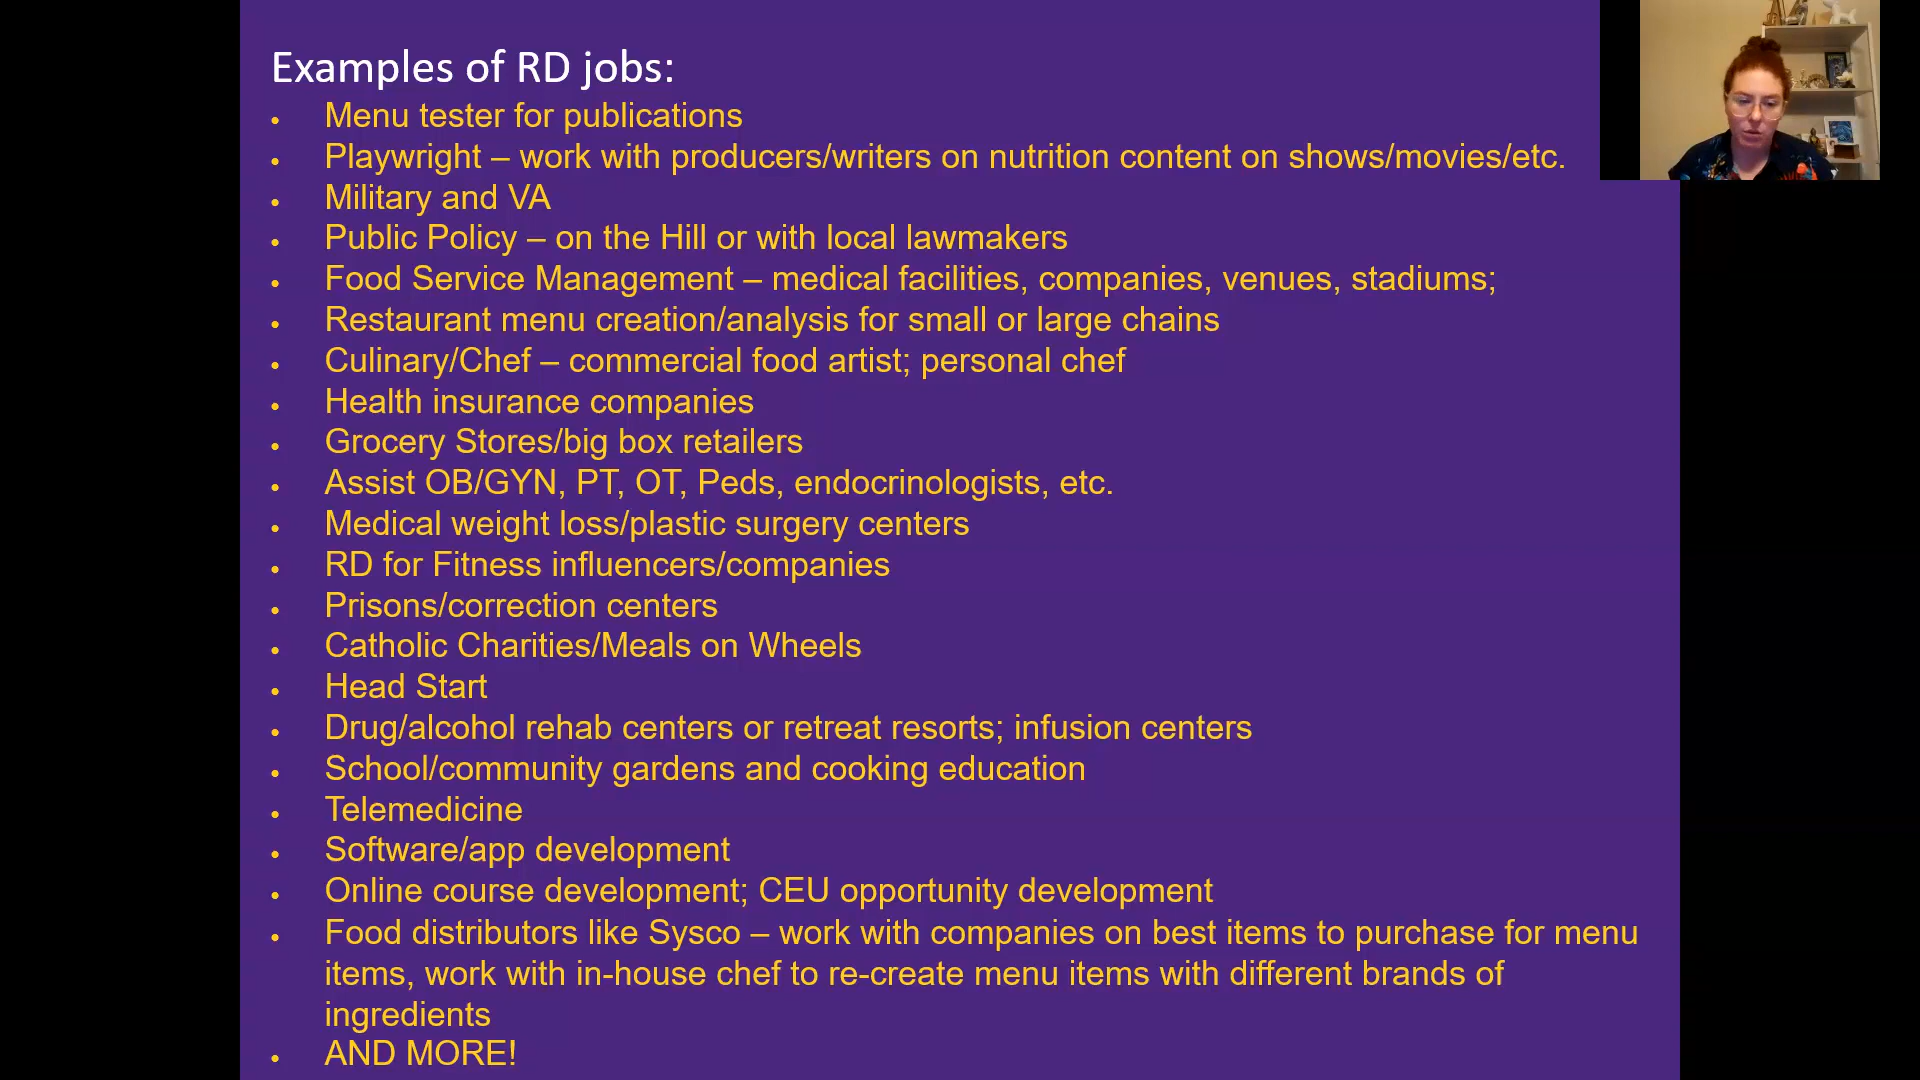 Examples of RD jobs:
• Menu tester for publications
• Playwright – work with producers/writers on nutrition content on shows/movies/etc.
• Military and VA
• Public Policy – on the Hill or with local lawmakers
• Food Service Management – medical facilities, companies, venues, stadiums;
• Restaurant menu creation/analysis for small or large chains
• Culinary/Chef – commercial food artist; personal chef
• Health insurance companies
• Grocery Stores/big box retailers
• Assist OB/GYN, PT, OT, Peds, endocrinologists, etc.
• Medical weight loss/plastic surgery centers
• RD for Fitness influencers/companies
• Prisons/correction centers
• Catholic Charities/Meals on Wheels
• Head Start
• Drug/alcohol rehab centers or retreat resorts; infusion centers
• School/community gardens and cooking education
• Telemedicine
• Software/app development
• Online course development; CEU opportunity development
• Food distributors like Sysco – work with companies on best items to purchase for menu
items, work with in-house chef to re-create menu items with different brands of
ingredients
• AND MORE!